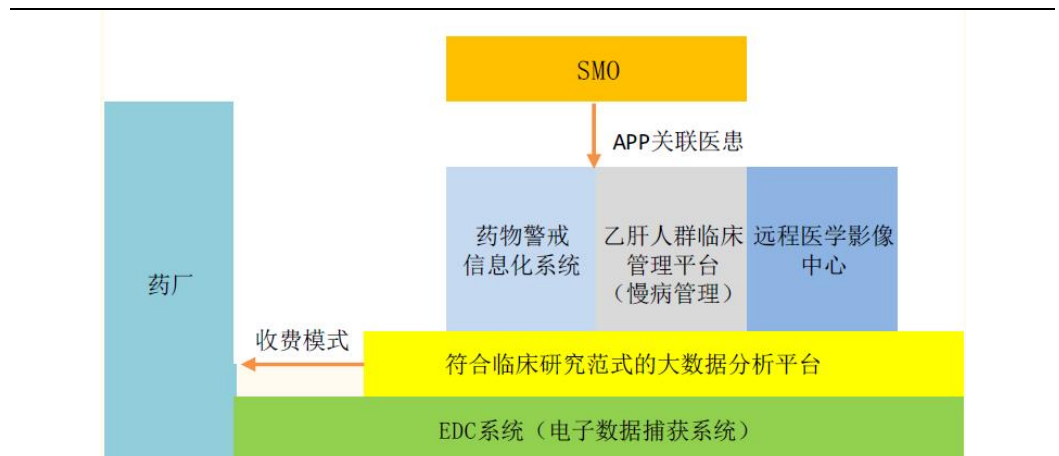 SMO
APP关联医患
药物警戒
信息化系统
乙肝人群临床
管理平台
（慢病管理）
远程医学影像
中心
药厂
收费模式
符合临床研究范式的大数据分析平台
EDC系统（电子数据捕获系统）